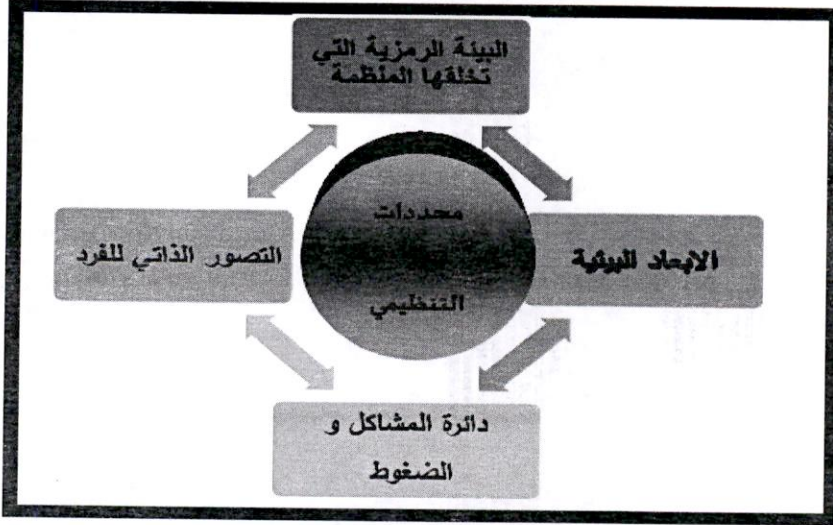 البيئة الرمزية التي
تخلقها المنظمة
محددات
التنظيمي
التصور الذاتي للفرد
الابعاد البيئية
دائرة المشاكل و
الضغوط